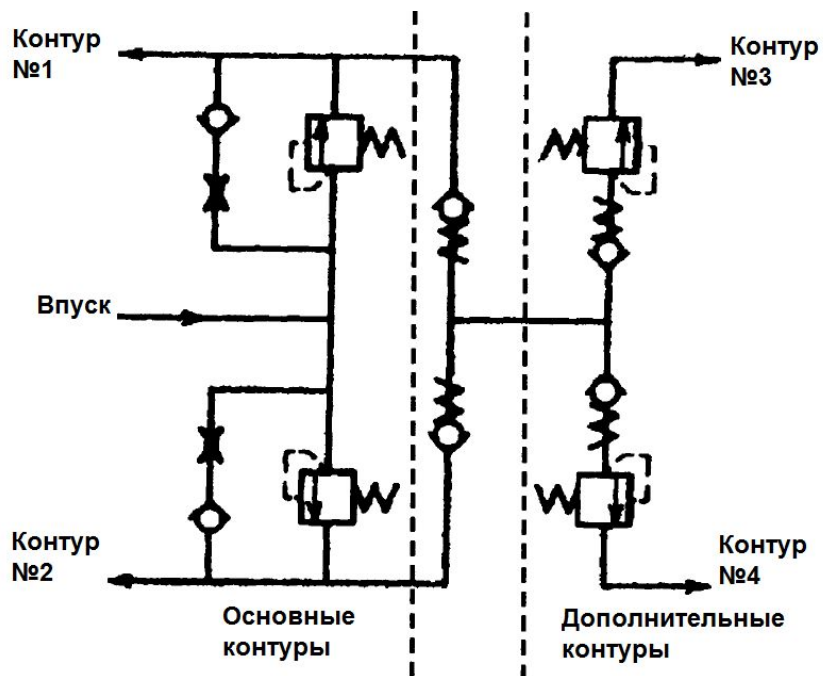 Контур
№1
Контур
№3
Впуск
Контур
№2
Контур
№4
Основные
контуры
Дополнительные
контуры